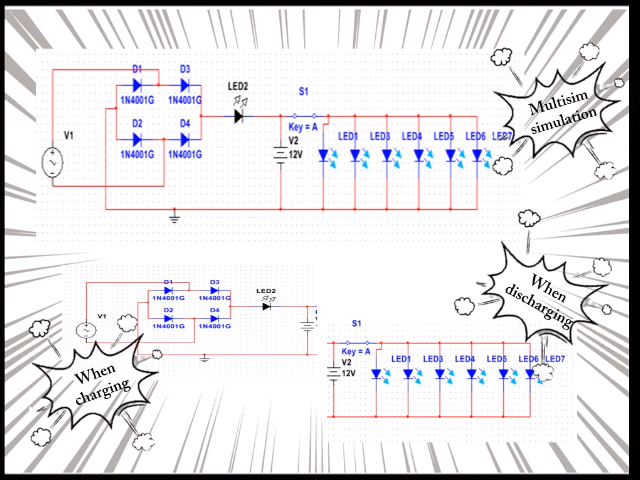 D1
D3
1N4001G
1N4001G
LED2
S1
Key = A
V1
D2
D4
1N4001G
1N4001G
V2
12V
LED1
LED3
LED4
LED5
LED6
LED7
Multisim
simulation
D1
D3
1N4001G
1N4001G
LED2
V1
D2
D4
1N4001G
1N4001G
When
charging
When
discharging
S1
Key = A
V2
12V
LED1
LED3
LED4
LED5
LED6
LED7